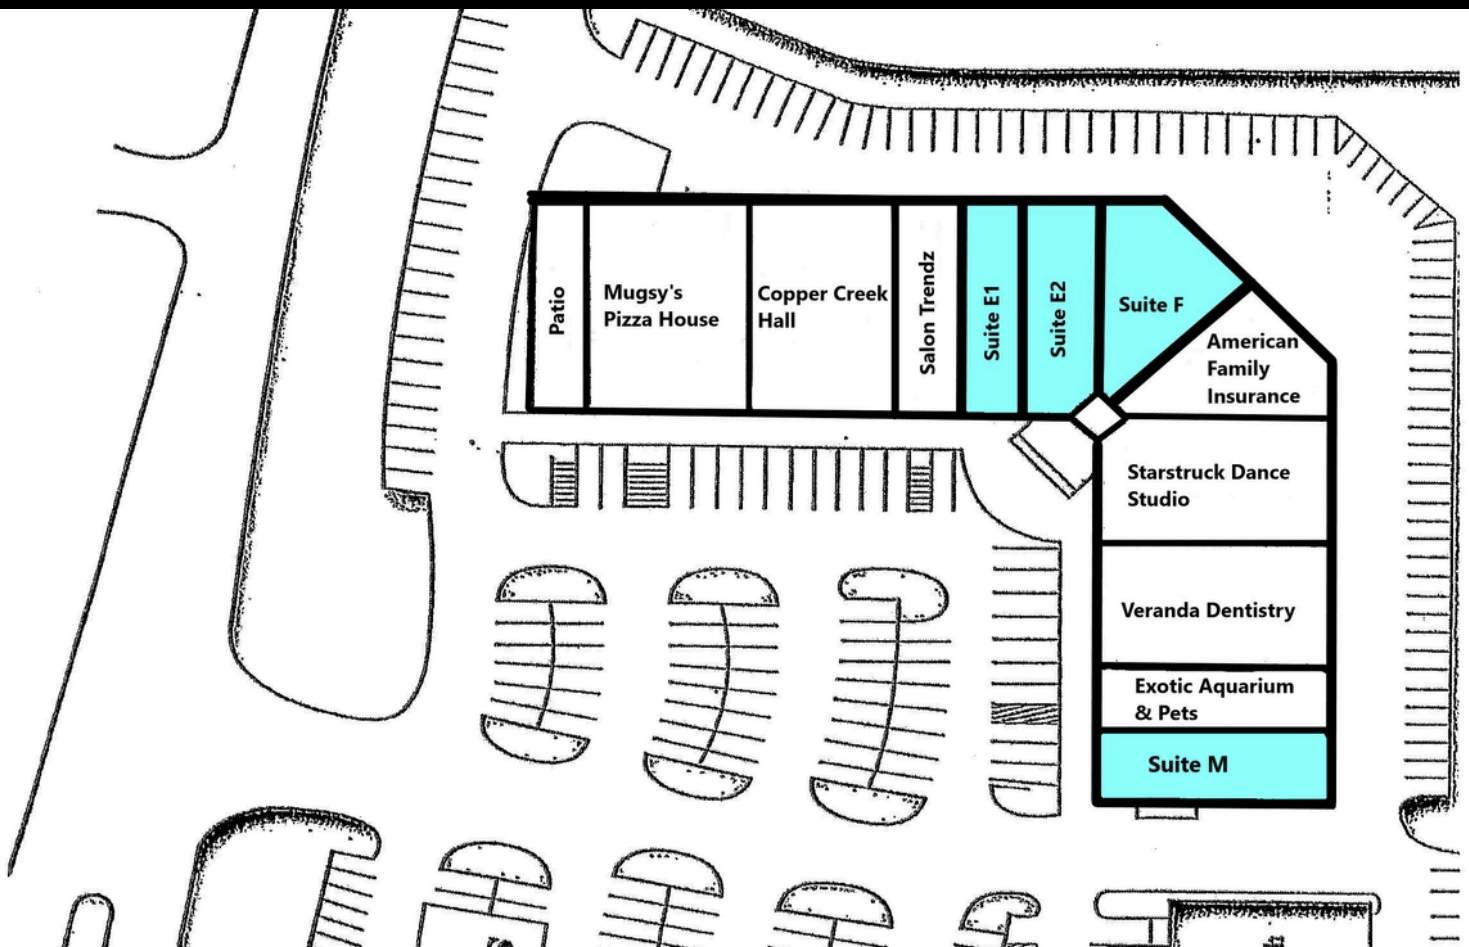 Patio
Mugsy's
Pizza House
Copper Creek
Hall
Salon Trendz
Suite E1
Suite E2
Suite F
American
Family
Insurance
Starstruck Dance
Studio
Veranda Dentistry
Exotic Aquarium
& Pets
Suite M